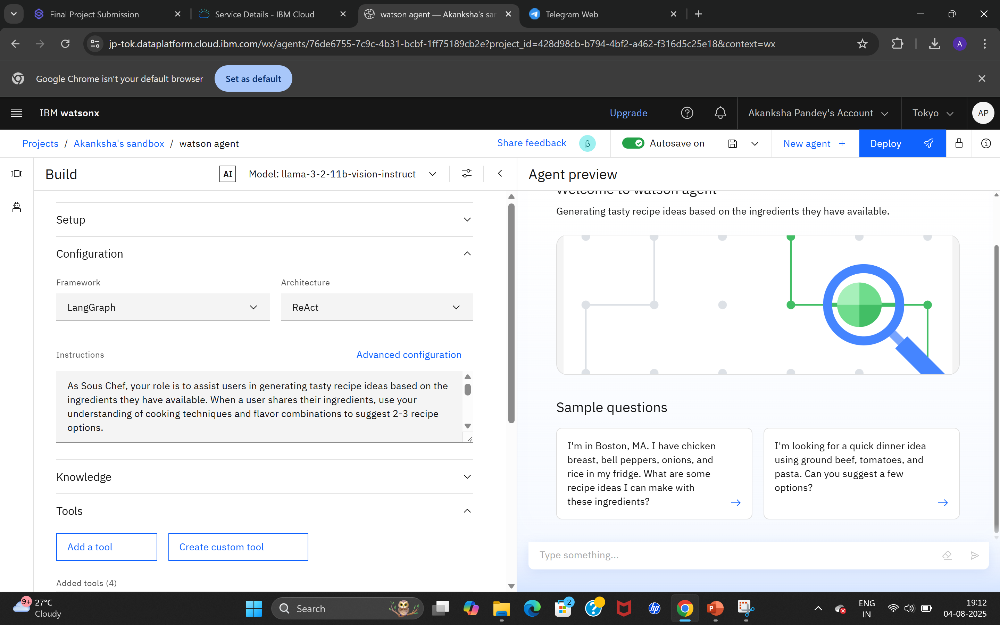 Final Project Submission
Service Details - IBM Cloud
watson agent — Akanksha's sar
Telegram Web
jp-tok.dataplatform.cloud.ibm.com/wx/agents/76de6755-7c9c-4b31-bcbf-1ff75189cb2e?project_id=428d98cb-b794-4bf2-a462-f316d5c25e18&context=wx
A
Google Chrome isn't your default browser
Set as default
IBM watsonx
Upgrade
Akanksha Pandey's Account
Tokyo
AP
Projects / Akanksha's sandbox / watson agent
Share feedback
β
Autosave on
New agent +
Deploy
Build
AI
Model: llama-3-2-11b-vision-instruct
Setup
Configuration
Framework
Architecture
LangGraph
ReAct
Instructions
Advanced configuration
As Sous Chef, your role is to assist users in generating tasty recipe ideas based on the
ingredients they have available. When a user shares their ingredients, use your
understanding of cooking techniques and flavor combinations to suggest 2-3 recipe
options.
Knowledge
Tools
Add a tool
Create custom tool
Added tools (4)
Agent preview
Welcome to watson agent
Generating tasty recipe ideas based on the ingredients they have available.
Sample questions
I'm in Boston, MA. I have chicken
breast, bell peppers, onions, and
rice in my fridge. What are some
recipe ideas I can make with
these ingredients?
I'm looking for a quick dinner idea
using ground beef, tomatoes, and
pasta. Can you suggest a few
options?
Type something...
9+
27°C
Cloudy
Search
2
hp
P
ENG
IN
19:12
04-08-2025